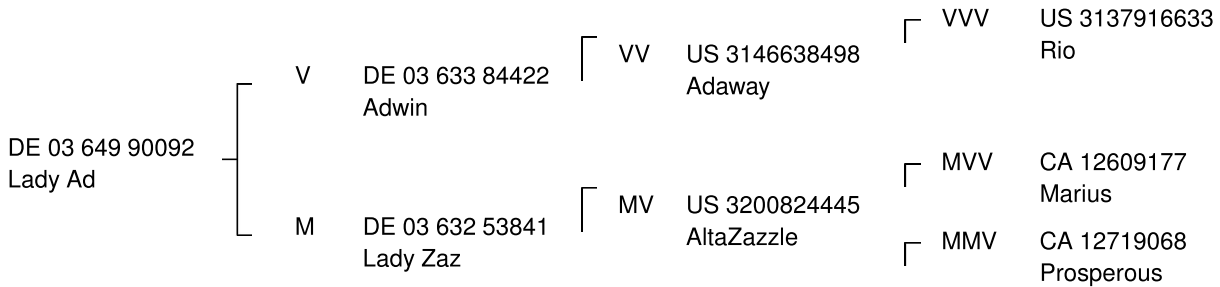 DE 03 649 90092
Lady Ad
V DE 03 633 84422
Adwin
M DE 03 632 53841
Lady Zaz
VV US 3146638498
Adaway
MV US 3200824445
AltaZazzle
VVV US 3137916633
Rio
MVV CA 12609177
Marius
MMV CA 12719068
Prosperous